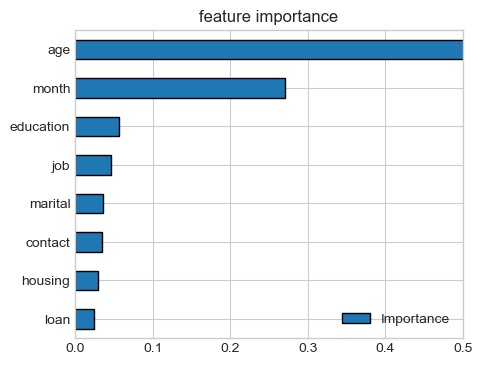 feature importance
age
month
education
job
marital
contact
housing
loan
Importance
0.0 0.1 0.2 0.3 0.4 0.5